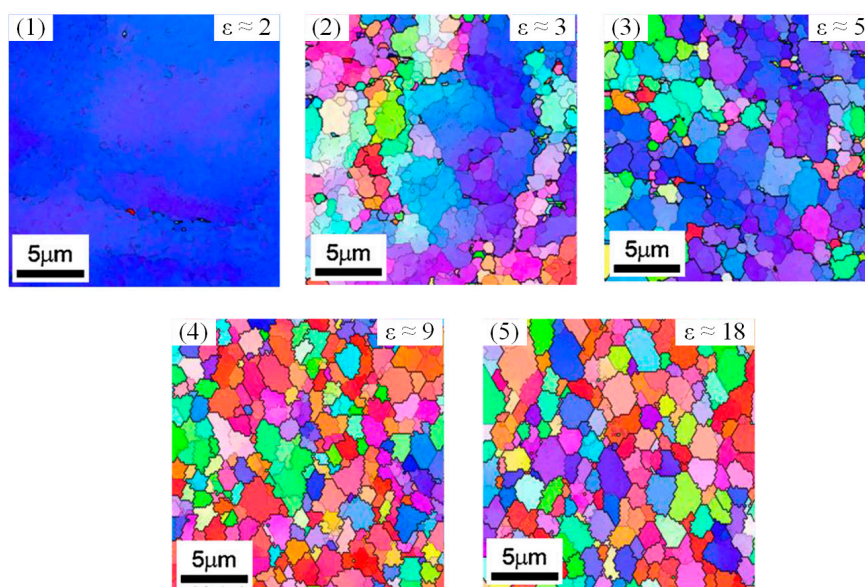 (1) ε ≈ 2
5μm
(2) ε ≈ 3
5μm
(3) ε ≈ 5
5μm
(4) ε ≈ 9
5μm
(5) ε ≈ 18
5μm